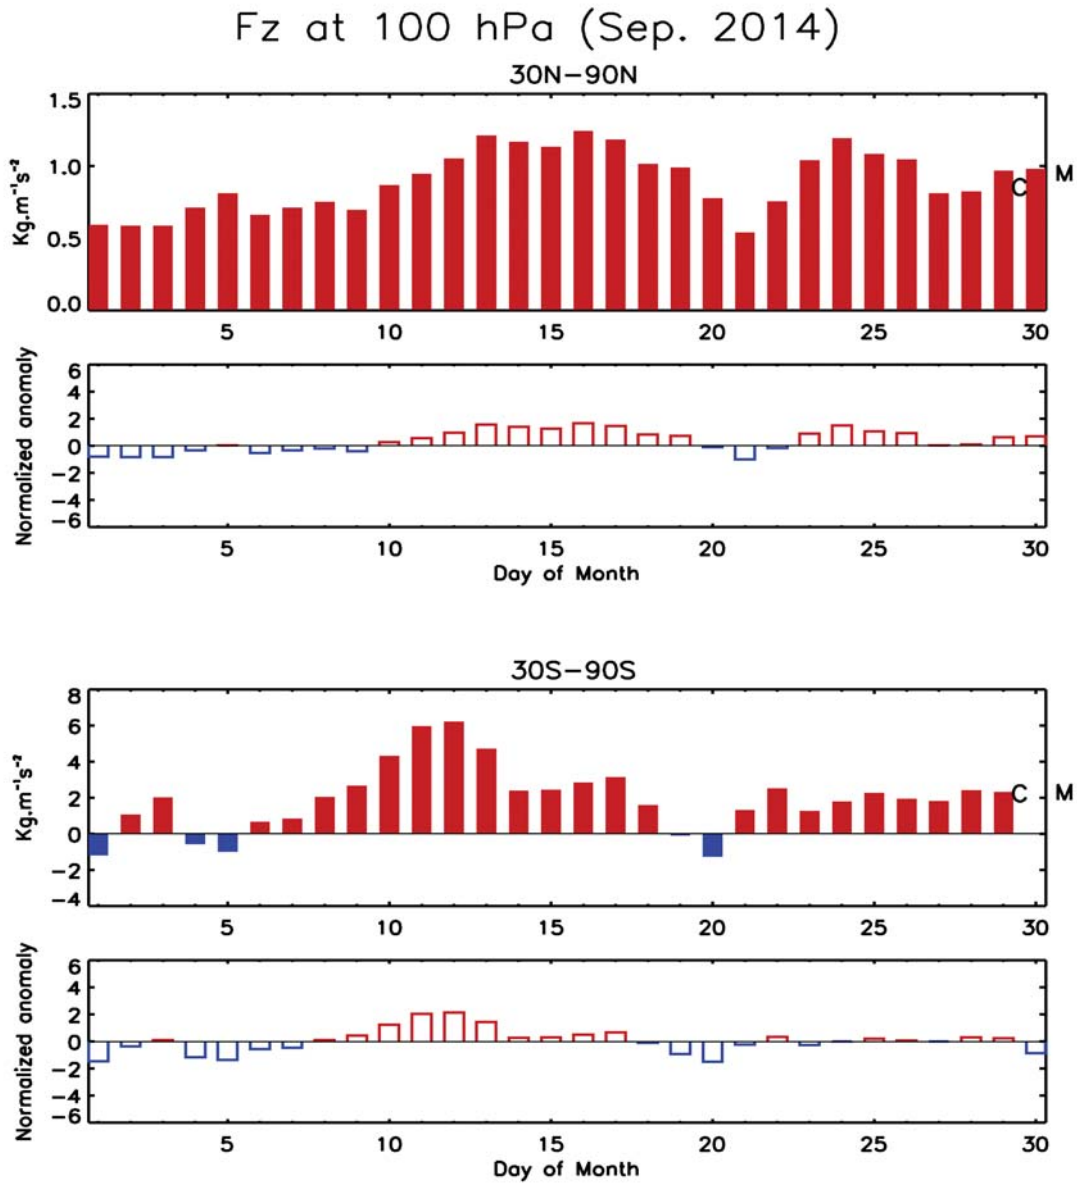 Fz at 100 hPa (Sep. 2014)
30N-90N
Kg.m⁻¹s⁻²
1.5
1.0
0.5
0.0
C
M
5 10 15 20 25 30
Normalized anomaly
6
4
2
0
-2
-4
-6
5 10 15 20 25 30
Day of Month
30S-90S
Kg.m⁻¹s⁻²
8
6
4
2
0
-2
-4
C
M
5 10 15 20 25 30
Normalized anomaly
6
4
2
0
-2
-4
-6
5 10 15 20 25 30
Day of Month